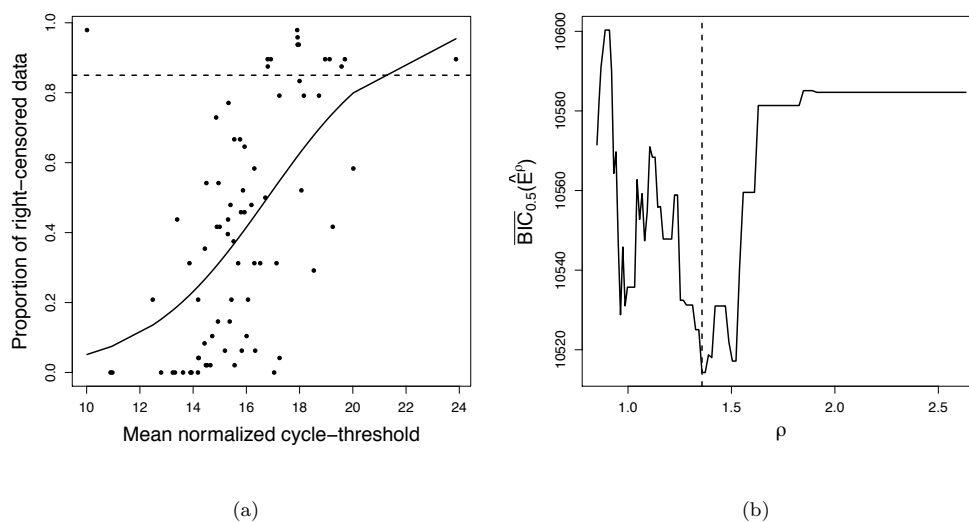 1.0
0.8
0.6
0.4
0.2
0.0
Proportion of right−censored data
10 12 14 16 18 20 22 24
Mean normalized cycle−threshold
(a)
10600
10580
10560
10540
10520
BIC0.5(Êρ)
1.0 1.5 2.0 2.5
ρ
(b)